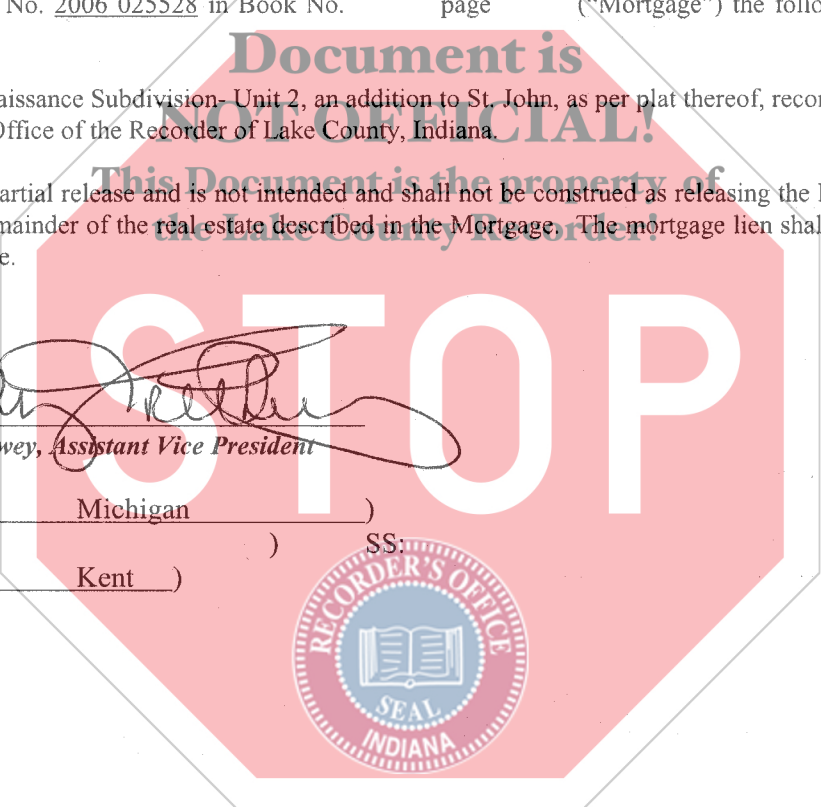 No. 2006 025528 in Book No. page ("Mortgage") the follo
Document is
aissance Subdivision- Unit 2, an addition to St. John, as per plat thereof, recor
NOT OFFICIAL!
Office of the Recorder of Lake County, Indiana.
This Document is the property of
artial release and is not intended and shall not be construed as releasing the
the Lake County Recorder!
mainder of the real estate described in the Mortgage. The mortgage lien shal
e.
STOP
wey, Assistant Vice President
Michigan )
) SS:
Kent )
RECORDER'S OFFICE
SEAL
INDIANA